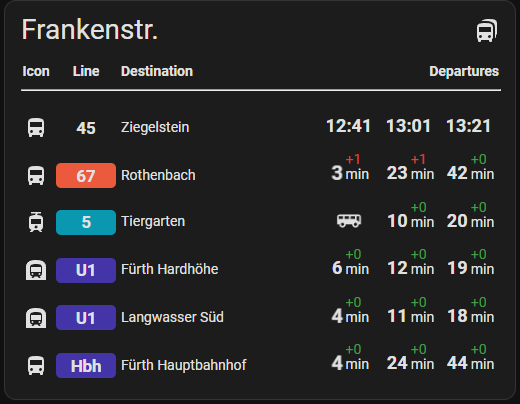 Frankenstr.
Icon Line Destination Departures
45 Ziegelstein 12:41 13:01 13:21
67 Rothenbach 3 +1 min 23 +1 min 42 +0 min
5 Tiergarten 10 +0 min 20 +0 min
U1 Fürth Hardhöhe 6 +0 min 12 +0 min 19 +0 min
U1 Langwasser Süd 4 +0 min 11 +0 min 18 +0 min
Hbh Fürth Hauptbahnhof 4 +0 min 24 +0 min 44 +0 min